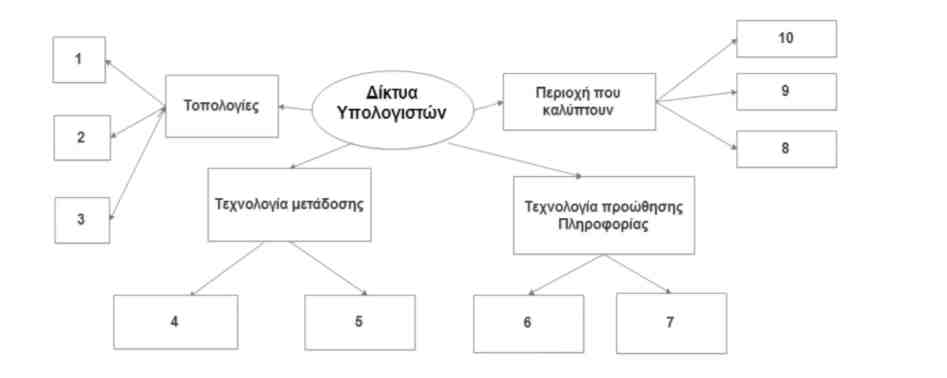 1
2
3
Τοπολογίες
Δίκτυα
Υπολογιστών
Περιοχή που
καλύπτουν
10
9
8
Τεχνολογία μετάδοσης
4
5
Τεχνολογία προώθησης
Πληροφορίας
6
7